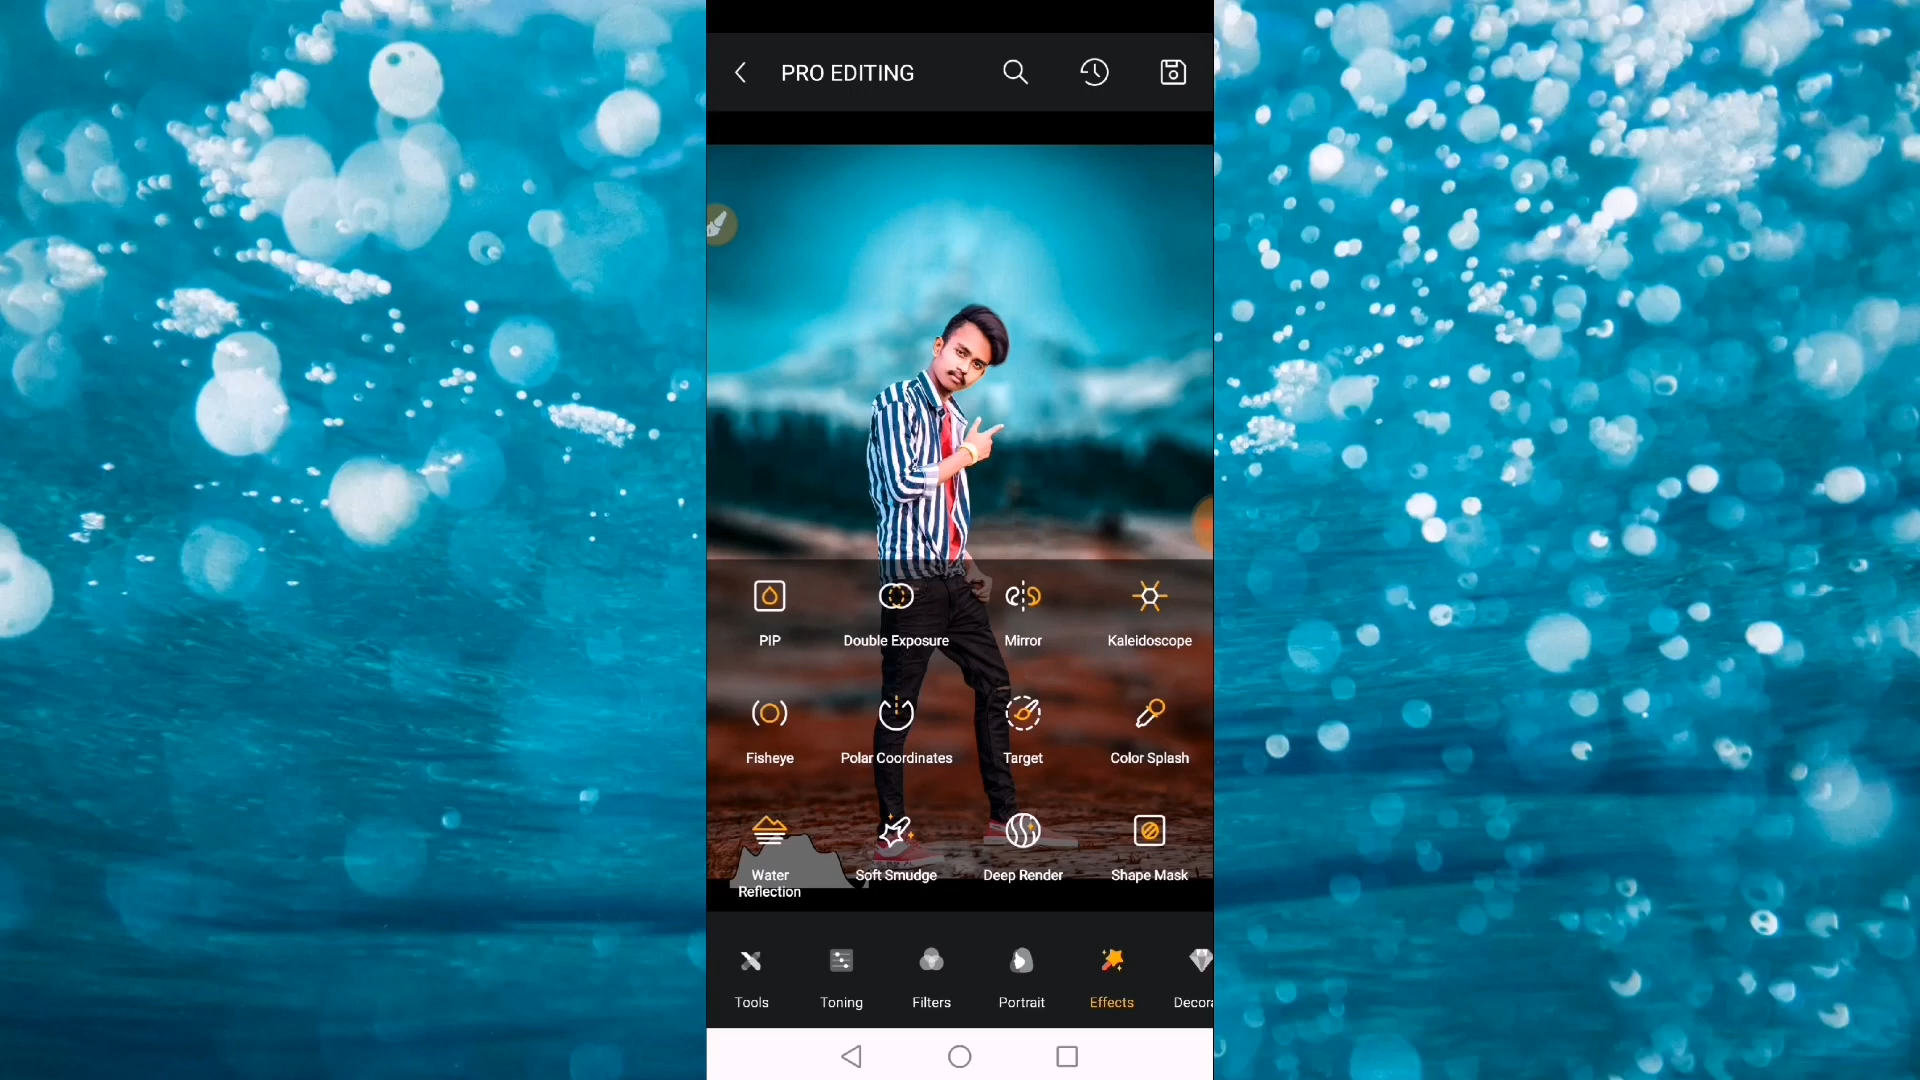 PRO EDITING
PIP
Double Exposure
Mirror
Kaleidoscope
Fisheye
Polar Coordinates
Target
Color Splash
Water
Reflection
Soft Smudge
Deep Render
Shape Mask
Tools
Toning
Filters
Portrait
Effects
Decora